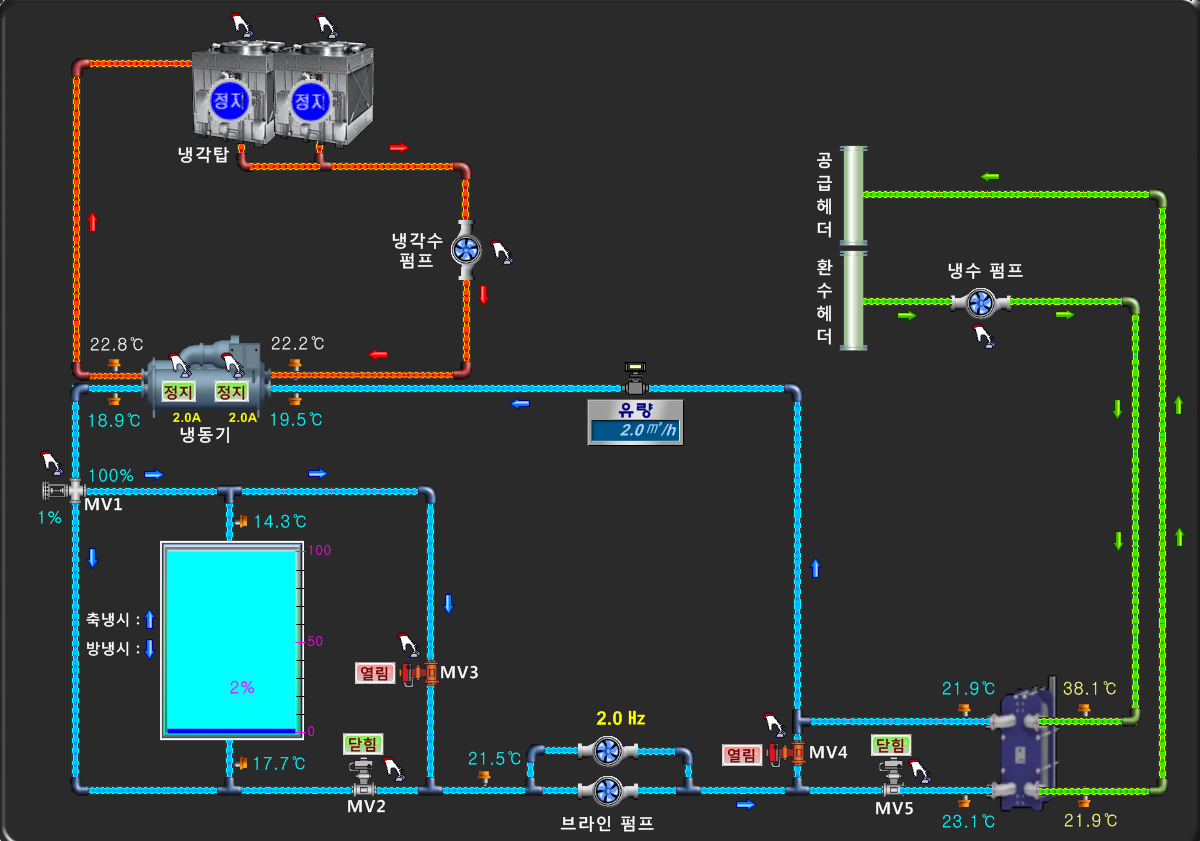 정지 정지
냉각탑
냉각수
펌프
공급헤더
환수헤더
냉수 펌프
22.8℃
22.2℃
정지 정지
2.0A 2.0A
18.9℃
19.5℃
냉동기
유량
2.0 ㎥/h
100%
MV1
1%
14.3℃
100
50
0
축냉시 :
방냉시 :
2%
열림
MV3
17.7℃
닫힘
MV2
21.5℃
2.0 Hz
브라인 펌프
열림
MV4
닫힘
MV5
21.9℃
38.1℃
23.1℃
21.9℃